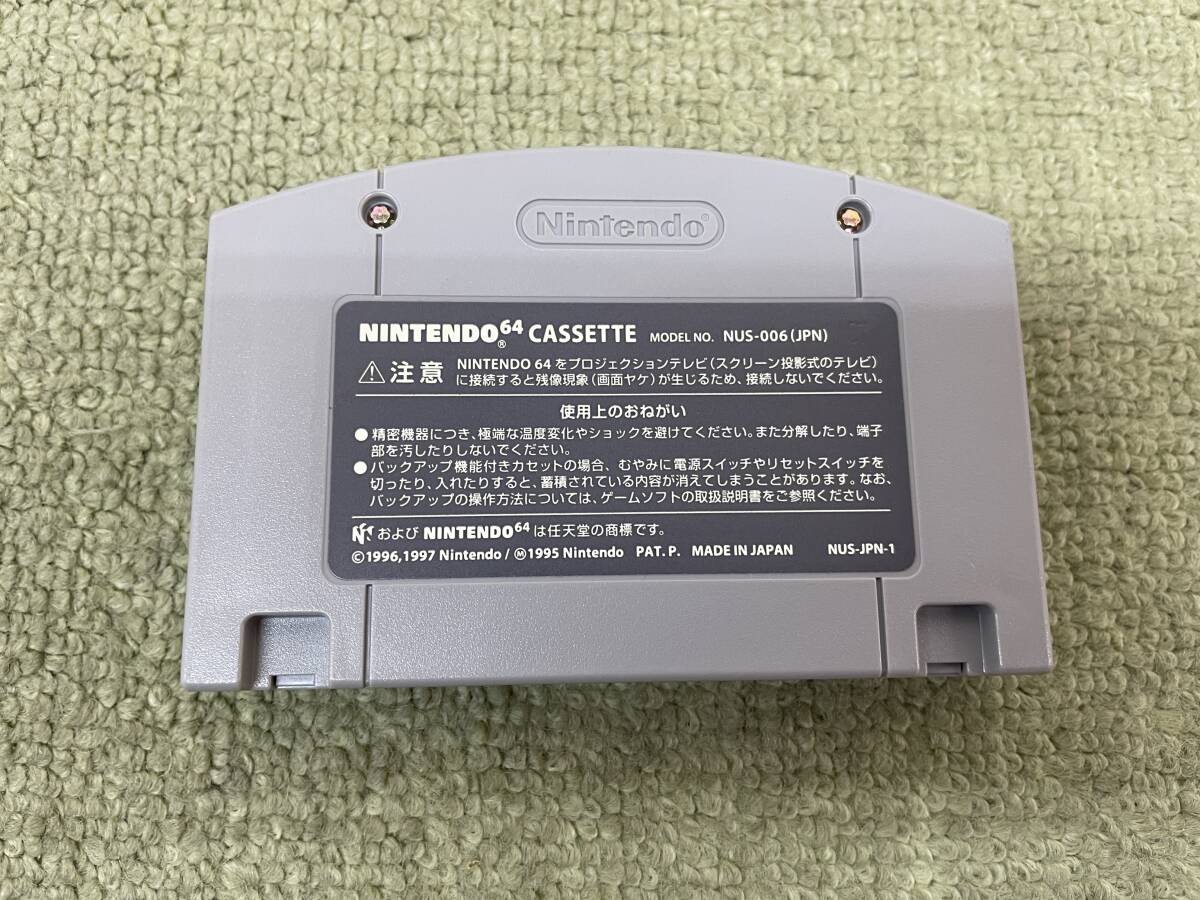 Nintendo®
NINTENDO64® CASSETTE MODEL NO. NUS-006(JPN)
⚠注意 NINTENDO 64 をプロジェクションテレビ(スクリーン投影式のテレビ)
に接続すると残像現象(画面ヤケ)が生じるため、接続しないでください。
使用上のおねがい
●精密機器につき、極端な温度変化やショックを避けてください。また分解したり、端子
部を汚したりしないでください。
●バックアップ機能付きカセットの場合、むやみに電源スイッチやリセットスイッチを
切ったり、入れたりすると、蓄積されている内容が消えてしまうことがあります。なお、
バックアップの操作方法については、ゲームソフトの取扱説明書をご参照ください。
および NINTENDO64 は任天堂の商標です。
©1996,1997 Nintendo / Ⓜ1995 Nintendo PAT. P. MADE IN JAPAN NUS-JPN-1